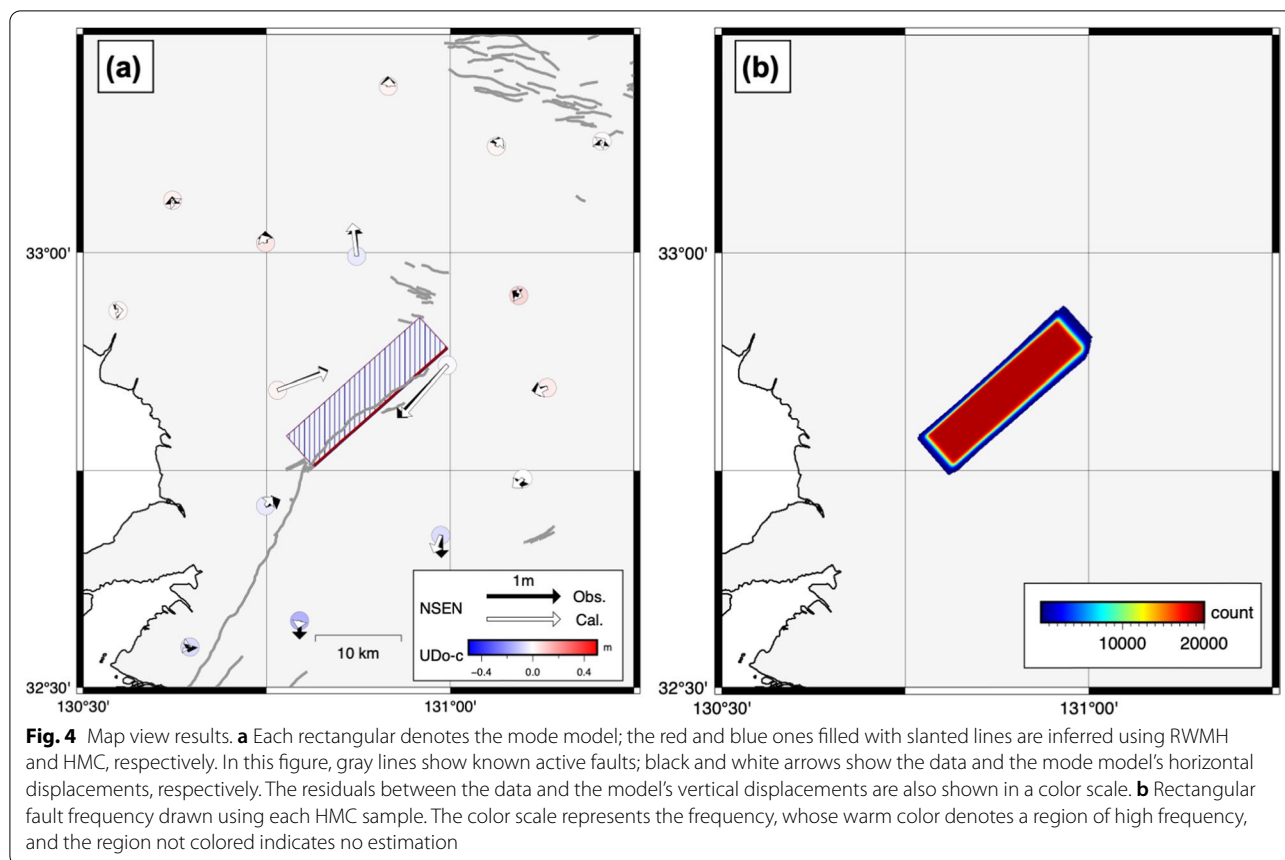 (a)
(b)
33°00'
33°00'
1m
NSEN
Obs.
Cal.
UDo-c
m
−0.4
0.0
0.4
10 km
count
10000
20000
32°30'
32°30'
130°30'
131°00'
130°30'
131°00'
Fig. 4 Map view results. a Each rectangular denotes the mode model; the red and blue ones filled with slanted lines are inferred using RWMH
and HMC, respectively. In this figure, gray lines show known active faults; black and white arrows show the data and the mode model's horizontal
displacements, respectively. The residuals between the data and the model's vertical displacements are also shown in a color scale. b Rectangular
fault frequency drawn using each HMC sample. The color scale represents the frequency, whose warm color denotes a region of high frequency,
and the region not colored indicates no estimation